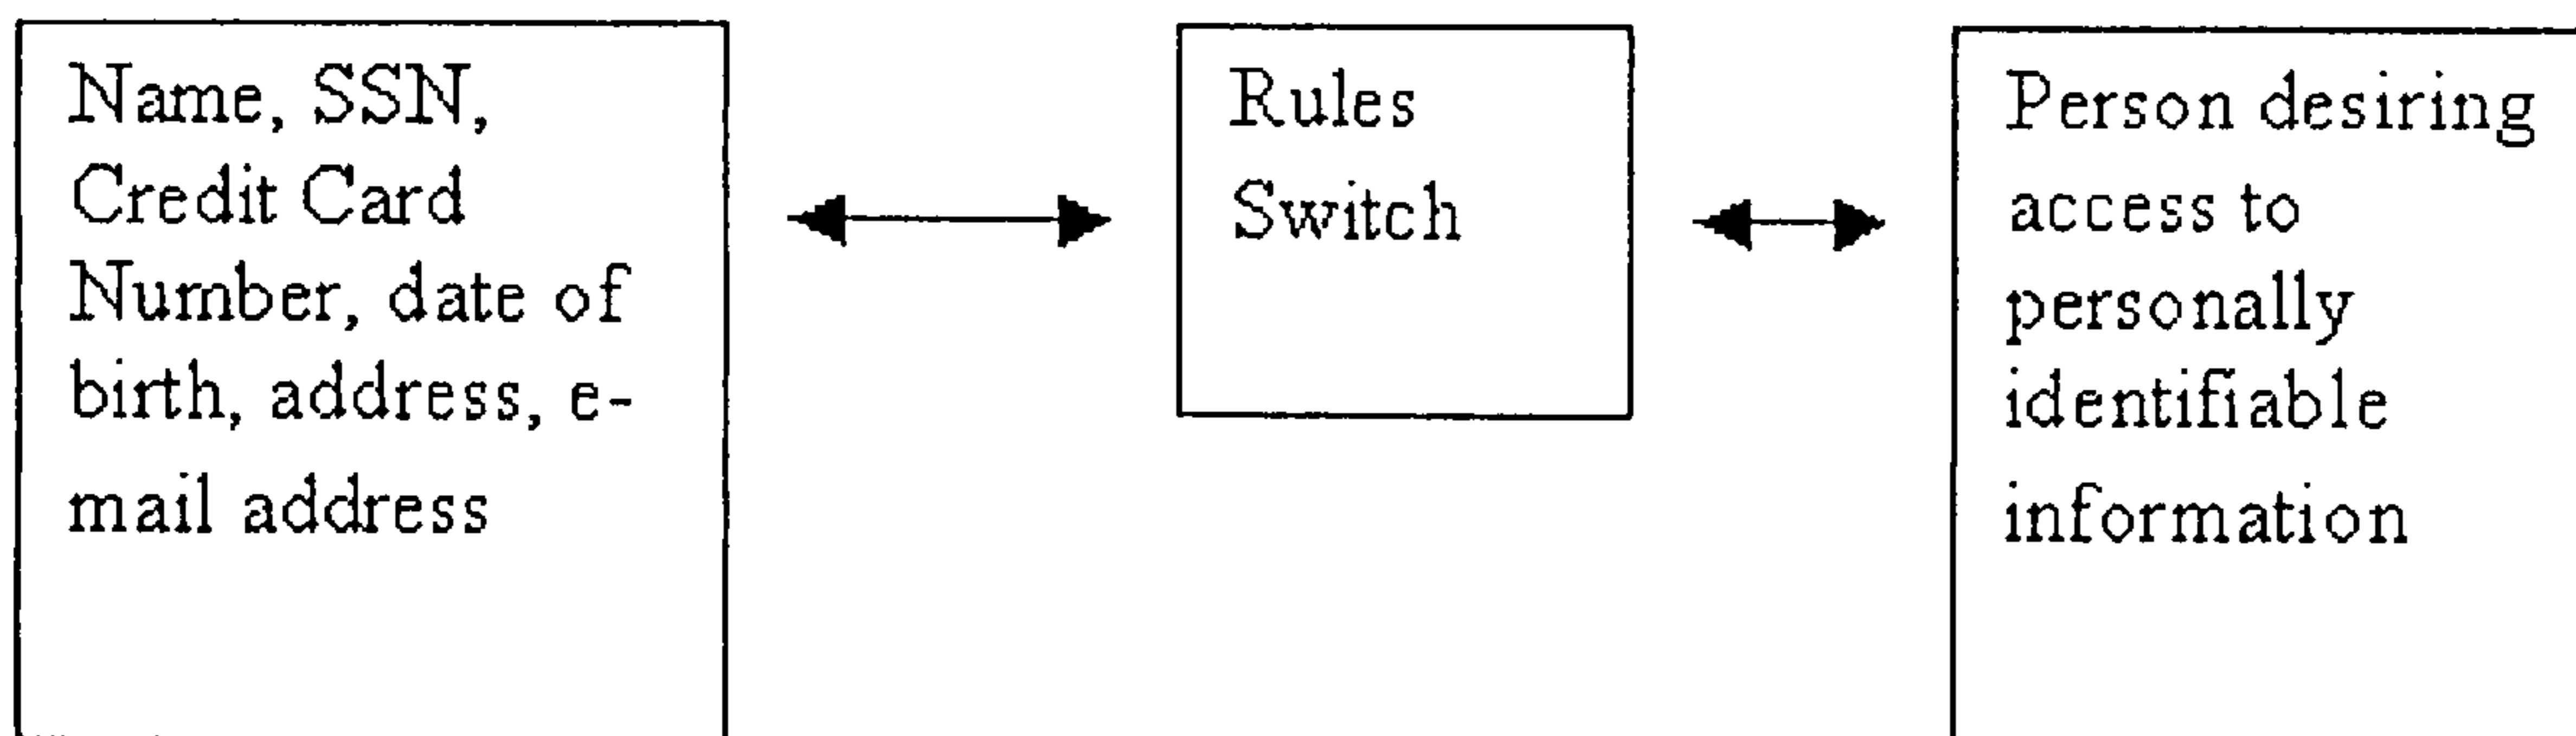 Name, SSN,
Credit Card
Number, date of
birth, address, e-
mail address
Rules
Switch
Person desiring
access to
personally
identifiable
information